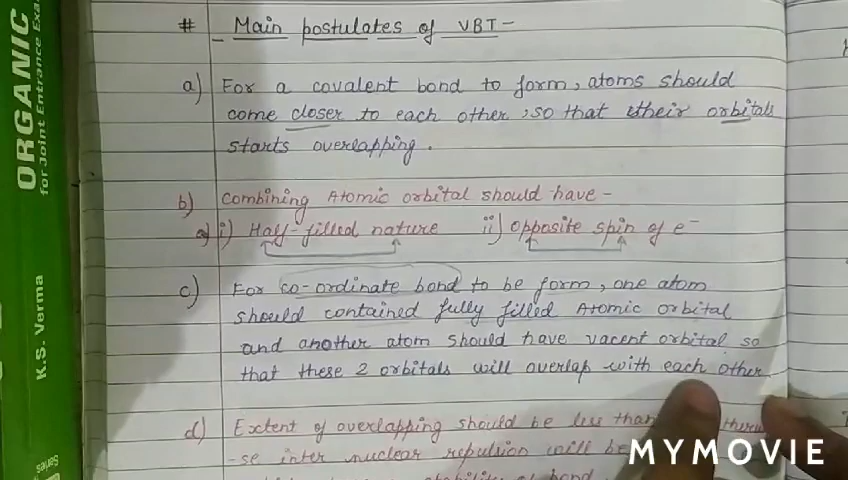 ORGANIC
for Joint Entrance Exa
K.S. Verma
# Main postulates of VBT -
a) For a covalent bond to form, atoms should
come closer to each other, so that their orbitals
starts overlapping.
b) Combining Atomic orbital should have -
i) Half-filled nature ii) Opposite spin of e⁻
c) For co-ordinate bond to be form, one atom
should contained fully filled Atomic orbital
and another atom should have vacent orbital so
that these 2 orbitals will overlap with each other
d) Extent of overlapping should be less than
-se inter nuclear repulsion will be
of bond
MYMOVIE